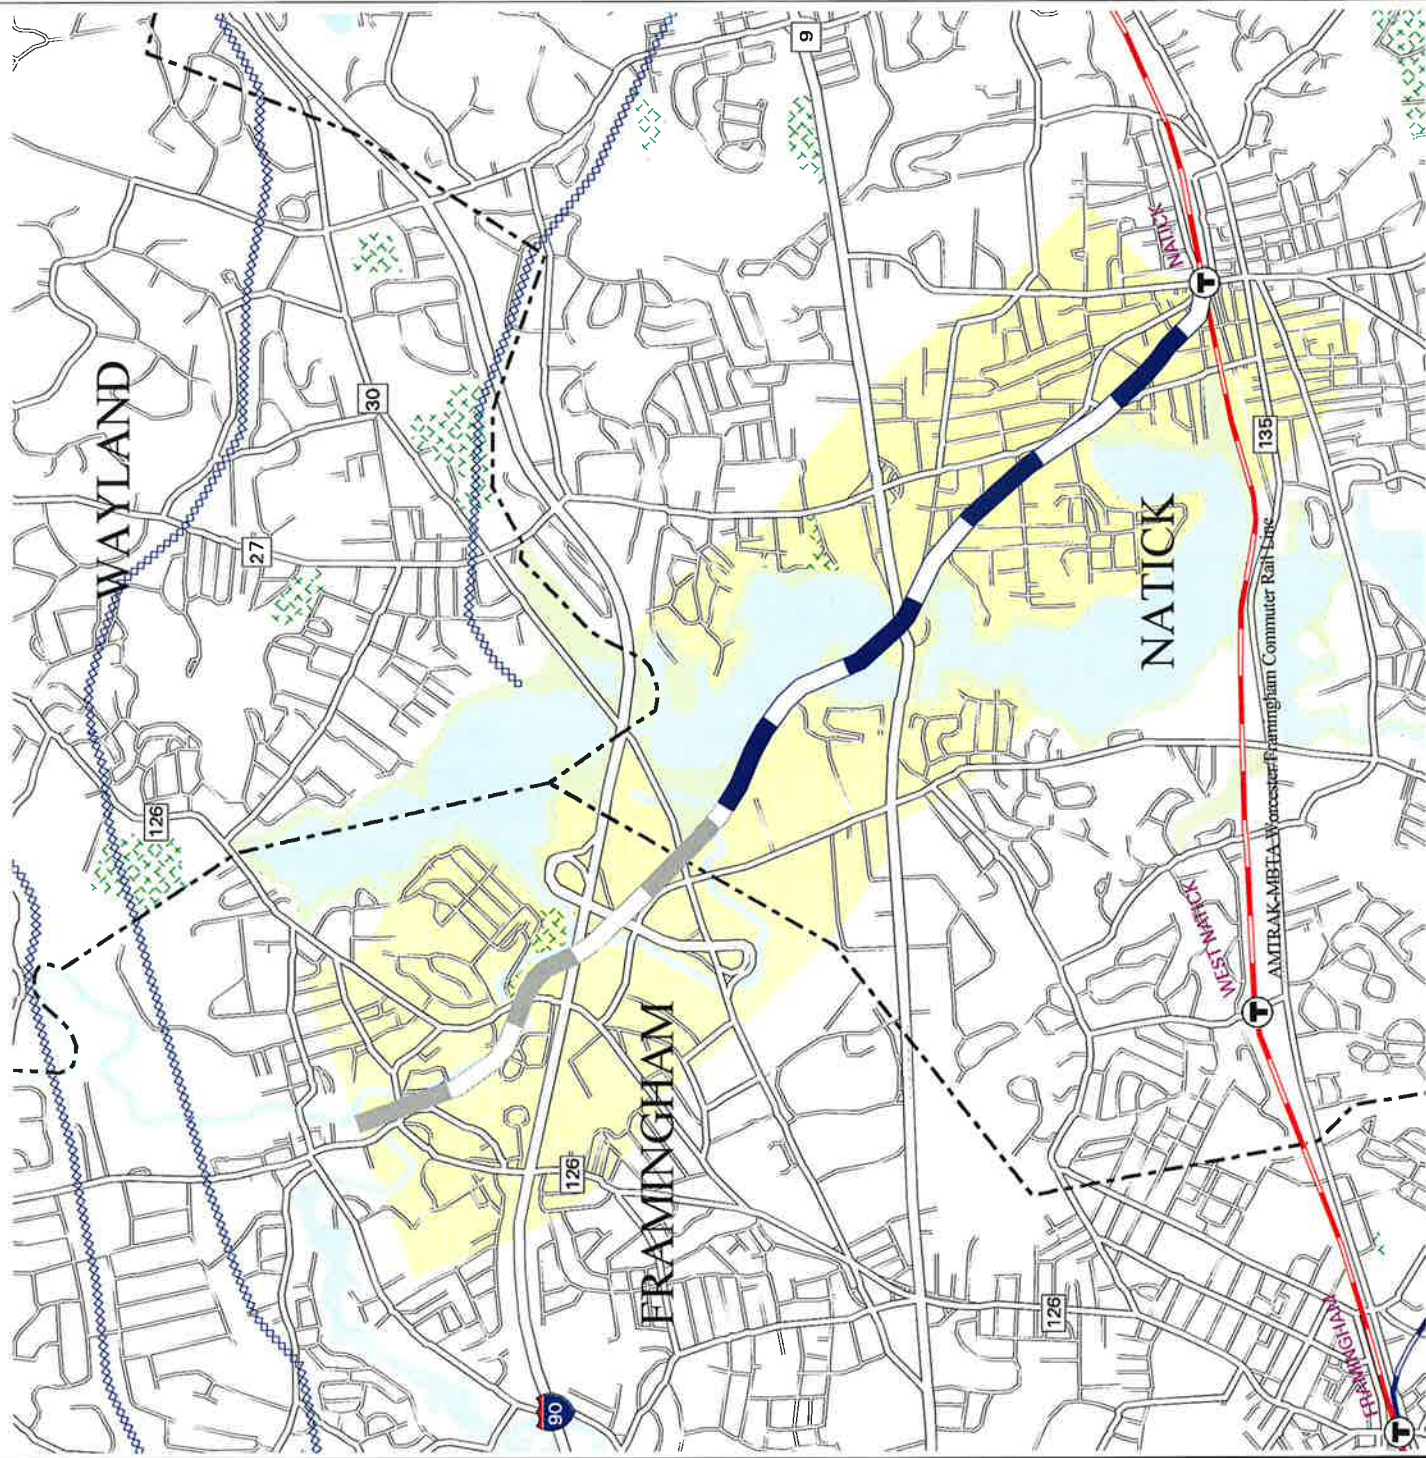 WAYLAND
9
30
27
126
NATICK
135
NATICK
AMTRAK-MBTA Worcester/Framingham Commuter Rail Line
WEST NATICK
FRAMINGHAM
126
126
90
FRAMINGHAM
T
T
T